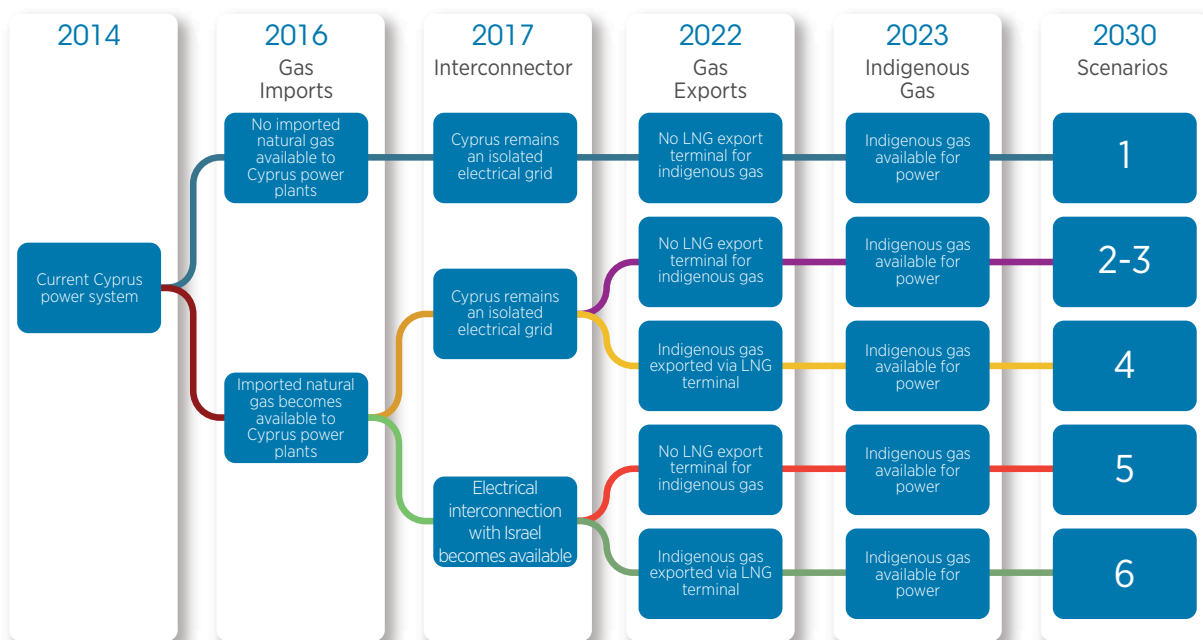 2014
Current Cyprus
power system
2016
Gas
Imports
No imported
natural gas
available to
Cyprus power
plants
Imported natural
gas becomes
available to
Cyprus power
plants
2017
Interconnector
Cyprus remains
an isolated
electrical grid
Cyprus remains
an isolated
electrical grid
Electrical
interconnection
with Israel
becomes available
2022
Gas
Exports
No LNG export
terminal for
indigenous gas
No LNG export
terminal for
indigenous gas
Indigenous gas
exported via LNG
terminal
No LNG export
terminal for
indigenous gas
Indigenous gas
exported via LNG
terminal
2023
Indigenous
Gas
Indigenous gas
available for
power
Indigenous gas
available for
power
Indigenous gas
available for
power
Indigenous gas
available for
power
Indigenous gas
available for
power
2030
Scenarios
1
2-3
4
5
6